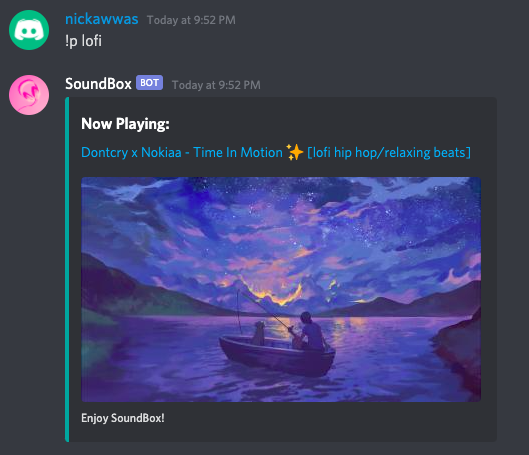 nickawwas Today at 9:52 PM
!p lofi
SoundBox BOT Today at 9:52 PM
Now Playing:
Dontcry x Nokiaa - Time In Motion ✨ [lofi hip hop/relaxing beats]
Enjoy SoundBox!